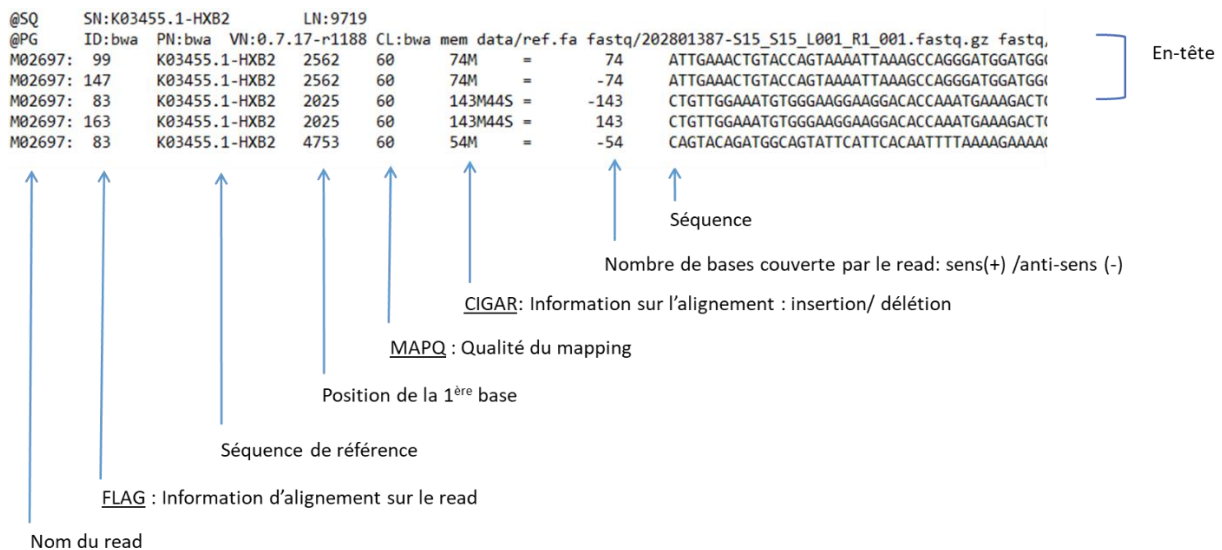 @SQ SN:K03455.1-HXB2 LN:9719
@PG ID:bwa PN:bwa VN:0.7.17-r1188 CL:bwa mem data/ref.fa fastq/202801387-S15_S15_L001_R1_001.fastq.gz fastq/
En-tête
M02697: 99 K03455.1-HXB2 2562 60 74M = 74 ATTGAAACTGTACCAGTAAAATTAAAGCCAGGGATGGATGGC
M02697: 147 K03455.1-HXB2 2562 60 74M = -74 ATTGAAACTGTACCAGTAAAATTAAAGCCAGGGATGGATGGC
M02697: 83 K03455.1-HXB2 2025 60 143M44S = -143 CTGTTGGAAATGTGGGAAGGAAGGACACCAAATGAAAGACTG
M02697: 163 K03455.1-HXB2 2025 60 143M44S = 143 CTGTTGGAAATGTGGGAAGGAAGGACACCAAATGAAAGACTG
M02697: 83 K03455.1-HXB2 4753 60 54M = -54 CAGTACAGATGGCAGTATTCATTCACAATTTTAAAAGAAAA
Séquence
Nombre de bases couverte par le read: sens(+) /anti-sens (-)
CIGAR: Information sur l'alignement : insertion/ délétion
MAPQ : Qualité du mapping
Position de la 1ère base
Séquence de référence
FLAG : Information d'alignement sur le read
Nom du read